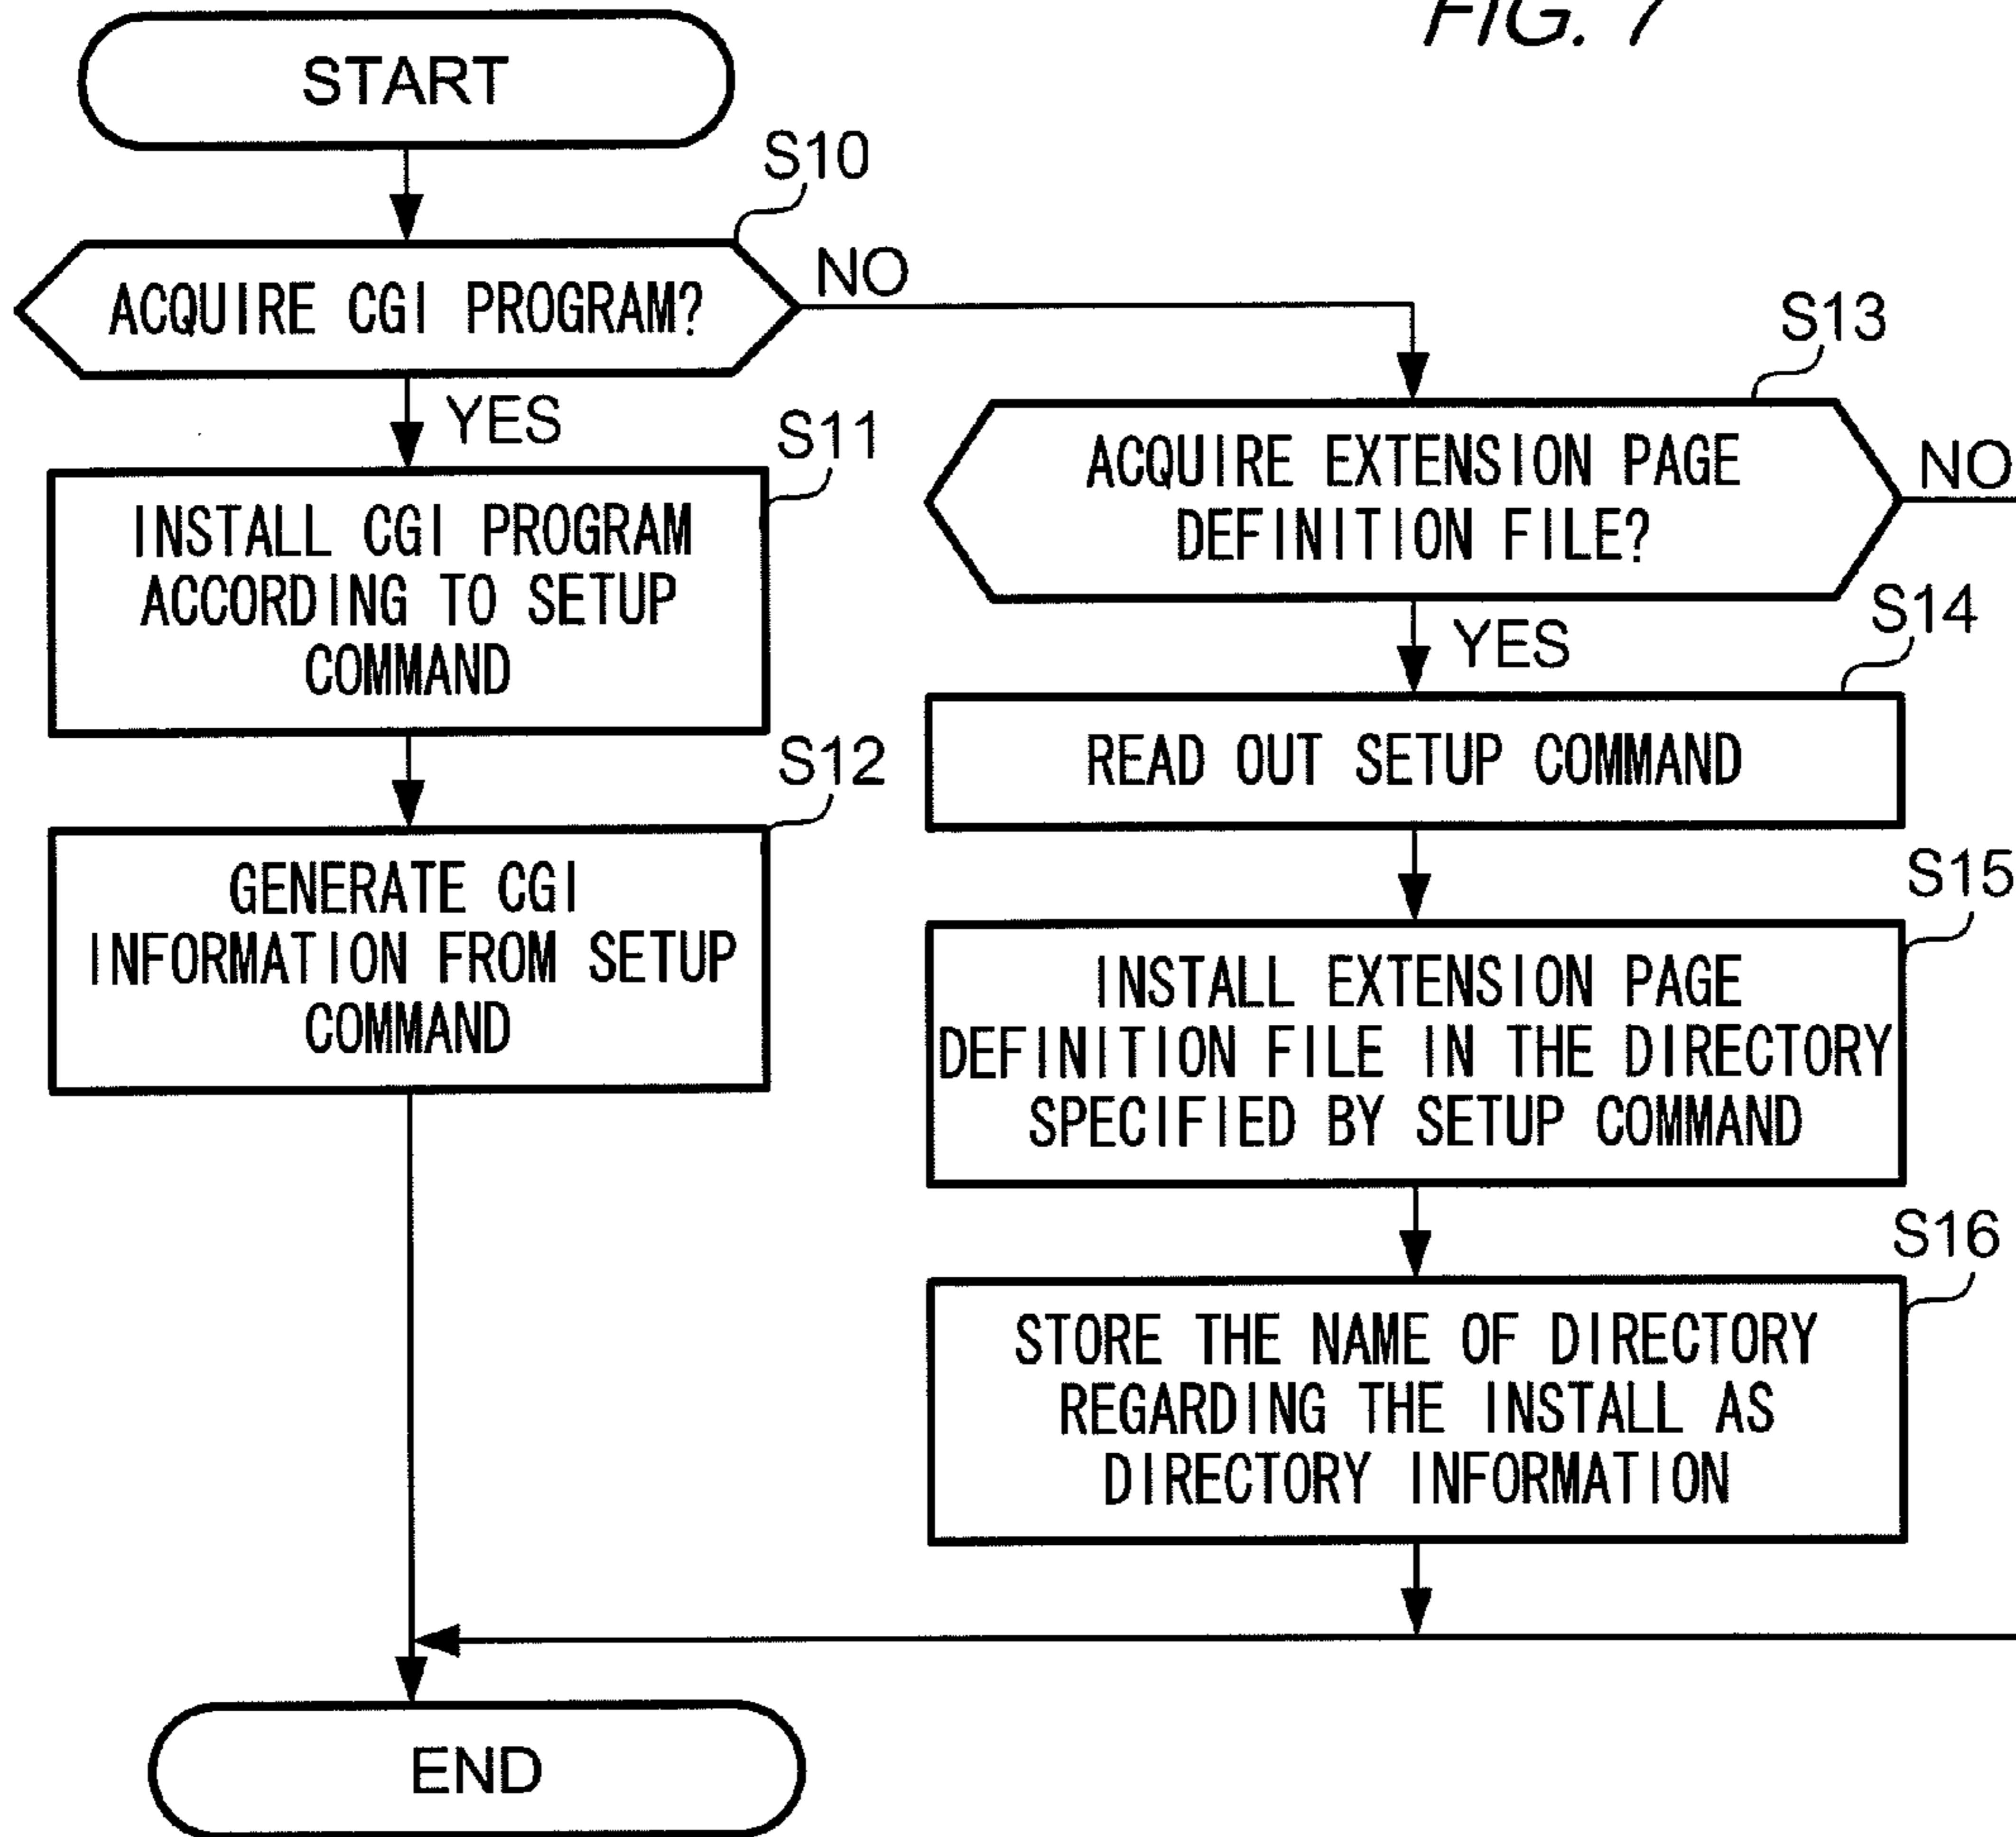 FIG. 7
START
S10
ACQUIRE CGI PROGRAM?
NO
YES
S11
INSTALL CGI PROGRAM
ACCORDING TO SETUP
COMMAND
S12
GENERATE CGI
INFORMATION FROM SETUP
COMMAND
S13
ACQUIRE EXTENSION PAGE
DEFINITION FILE?
NO
YES
S14
READ OUT SETUP COMMAND
S15
INSTALL EXTENSION PAGE
DEFINITION FILE IN THE DIRECTORY
SPECIFIED BY SETUP COMMAND
S16
STORE THE NAME OF DIRECTORY
REGARDING THE INSTALL AS
DIRECTORY INFORMATION
END